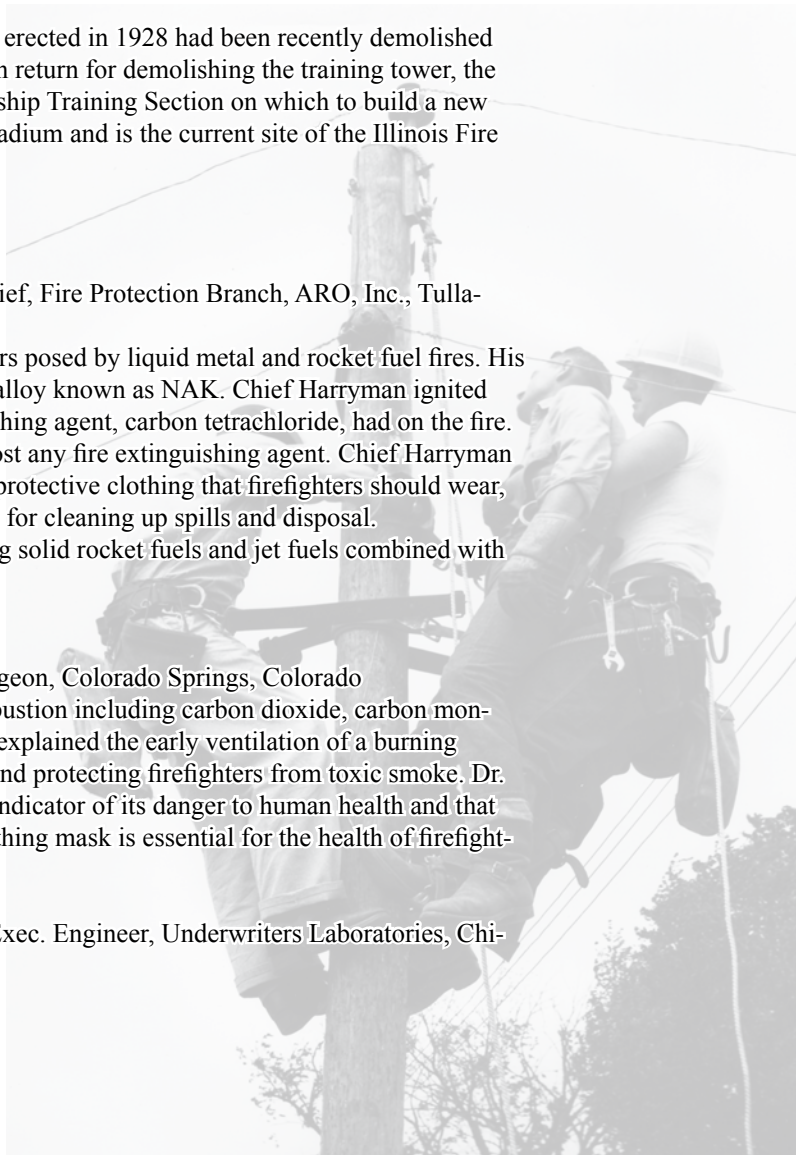 erected in 1928 had been recently demolished
n return for demolishing the training tower, the
ship Training Section on which to build a new
adium and is the current site of the Illinois Fire
ief, Fire Protection Branch, ARO, Inc., Tulla-
rs posed by liquid metal and rocket fuel fires. His
alloy known as NAK. Chief Harryman ignited
hing agent, carbon tetrachloride, had on the fire.
ost any fire extinguishing agent. Chief Harryman
protective clothing that firefighters should wear,
for cleaning up spills and disposal.
g solid rocket fuels and jet fuels combined with
geon, Colorado Springs, Colorado
bustion including carbon dioxide, carbon mon-
explained the early ventilation of a burning
nd protecting firefighters from toxic smoke. Dr.
ndicator of its danger to human health and that
thing mask is essential for the health of firefight-
Exec. Engineer, Underwriters Laboratories, Chi-